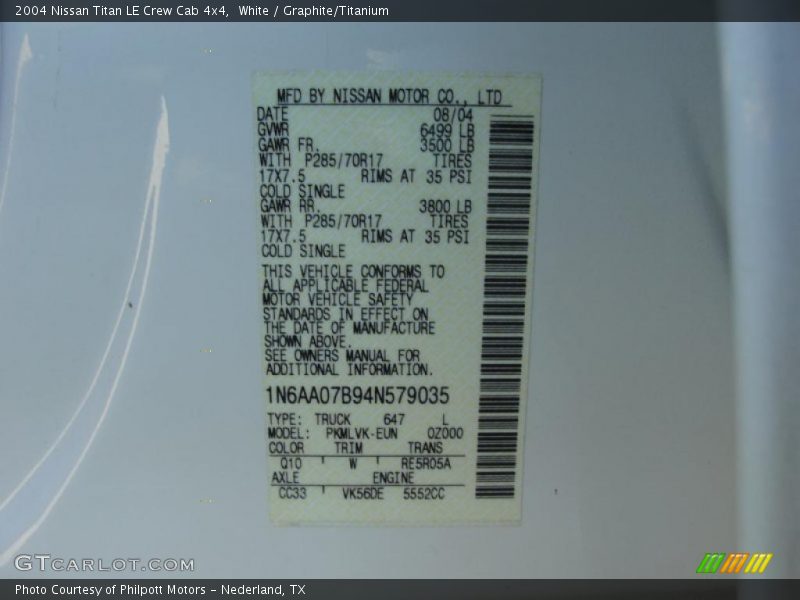 2004 Nissan Titan LE Crew Cab 4x4,  White / Graphite/Titanium
MFD BY NISSAN MOTOR CO., LTD
DATE 08/04
GVWR 6499 LB
GAWR FR. 3500 LB
WITH P285/70R17 TIRES
17X7.5 RIMS AT 35 PSI
COLD SINGLE
GAWR RR. 3800 LB
WITH P285/70R17 TIRES
17X7.5 RIMS AT 35 PSI
COLD SINGLE
THIS VEHICLE CONFORMS TO
ALL APPLICABLE FEDERAL
MOTOR VEHICLE SAFETY
STANDARDS IN EFFECT ON
THE DATE OF MANUFACTURE
SHOWN ABOVE.
SEE OWNERS MANUAL FOR
ADDITIONAL INFORMATION.
1N6AA07B94N579035
TYPE: TRUCK 647 L
MODEL: PKMLVK-EUN 0Z000
COLOR TRIM TRANS
Q10 W RE5R05A
AXLE ENGINE
CC33 VK56DE 5552CC
GTCARLOT.COM
Photo Courtesy of Philpott Motors - Nederland, TX